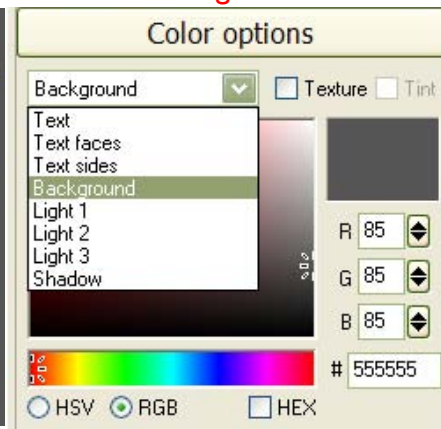 Color options
Background Texture Tint
Text
Text faces
Text sides
Background
Light 1
Light 2
Light 3
Shadow
R 85
G 85
B 85
# 555555
HSV RGB HEX